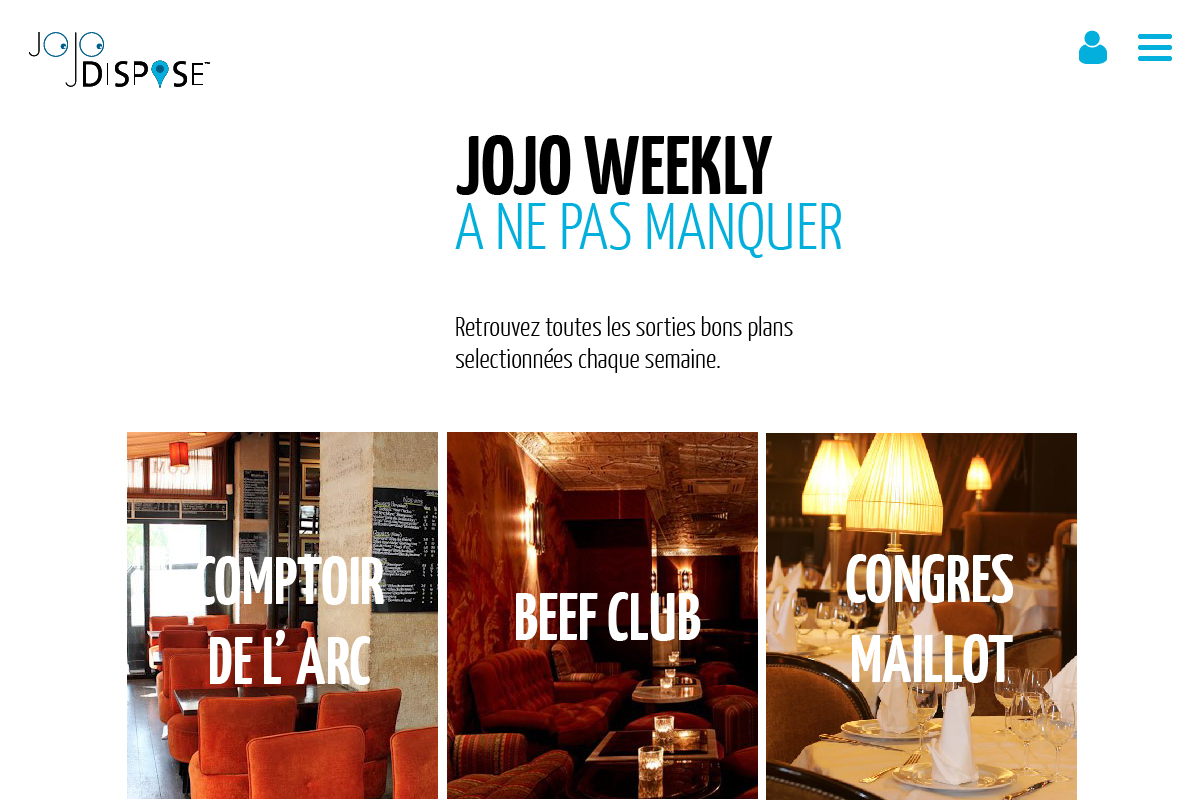 JOJO
DISPOSE™
JOJO WEEKLY
A NE PAS MANQUER
Retrouvez toutes les sorties bons plans
selectionnées chaque semaine.
COMPTOIR
DE L’ ARC
BEEF CLUB
CONGRES
MAILLOT